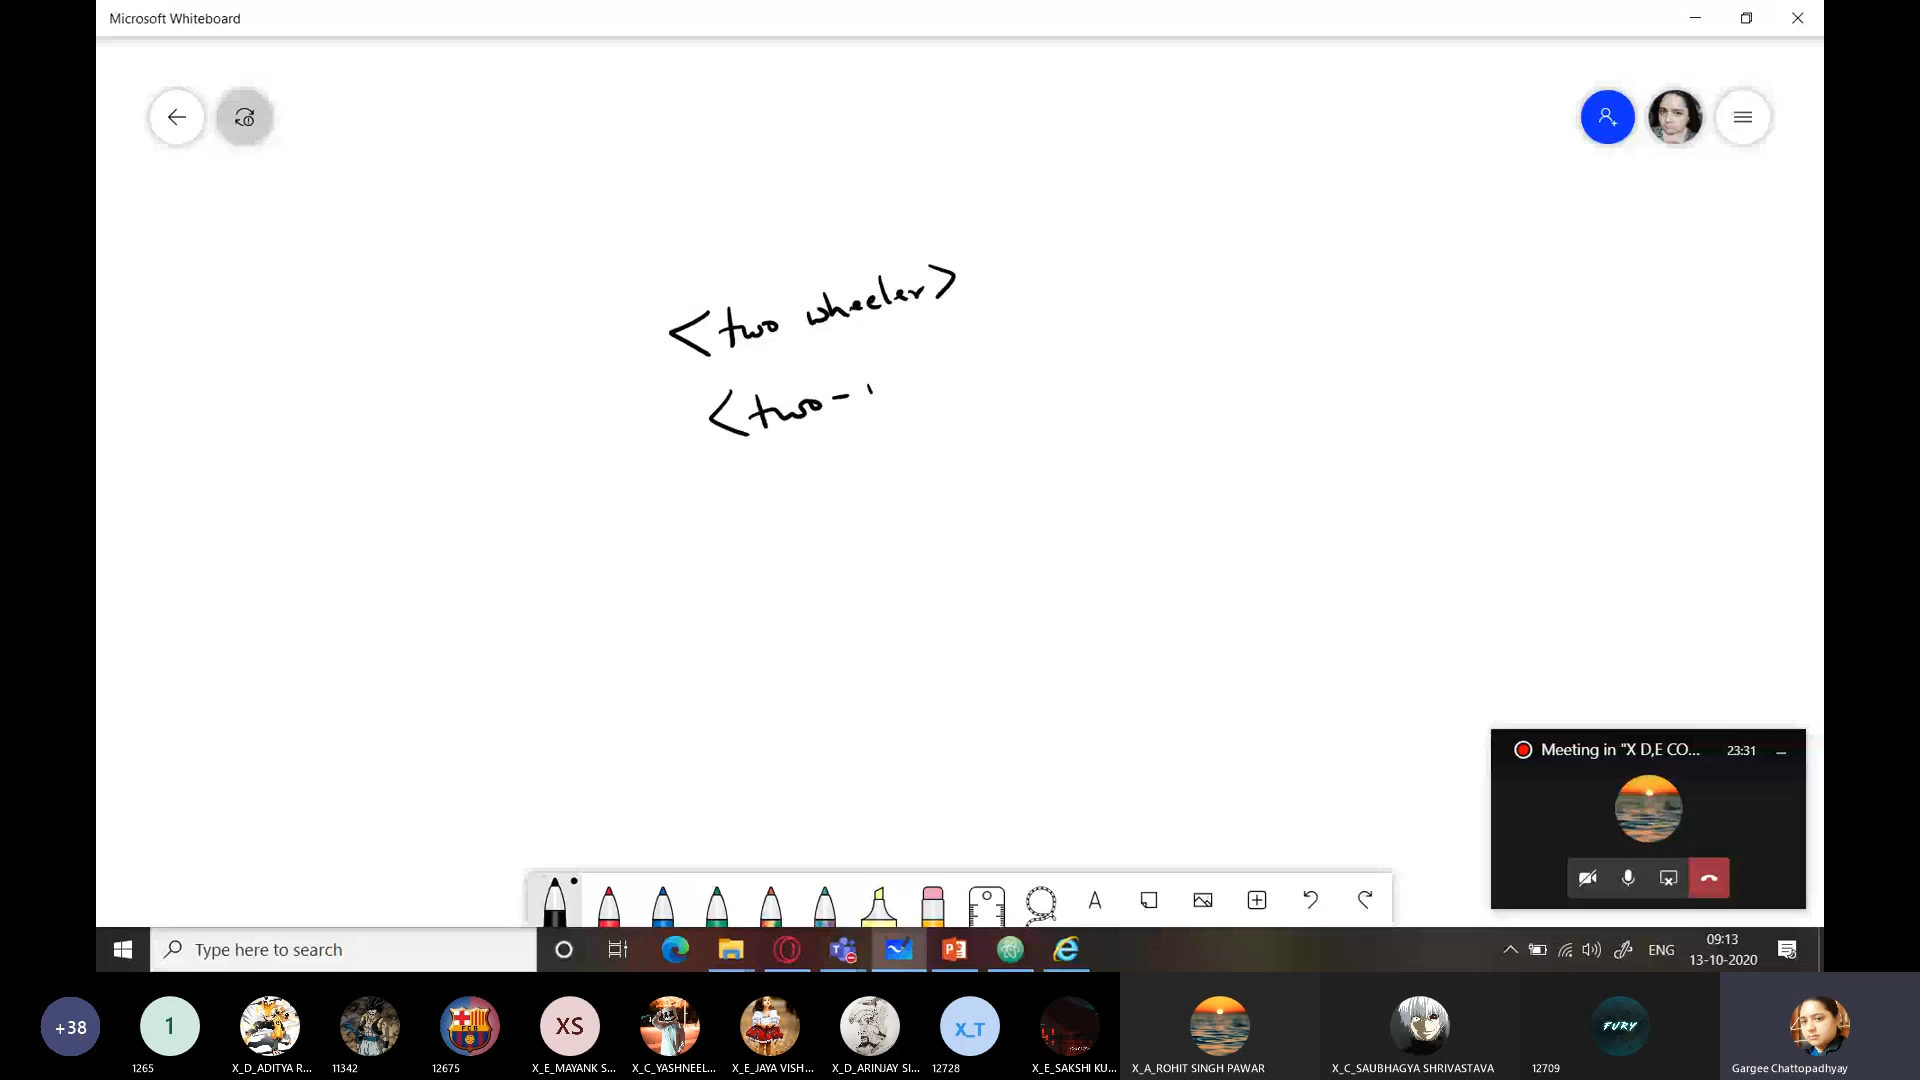 Microsoft Whiteboard
<two wheeler>
<two-
Meeting in "X D,E CO... 23:31
Type here to search
ENG
09:13
13-10-2020
+38
1
XS
X_T
FURY
FCB
1265
X_D_ADITYA R...
11342
12675
X_E_MAYANK S...
X_C_YASHNEEL...
X_E_JAYA VISH...
X_D_ARINJAY SI...
12728
X_E_SAKSHI KU...
X_A_ROHIT SINGH PAWAR
X_C_SAUBHAGYA SHRIVASTAVA
12709
Gargee Chattopadhyay